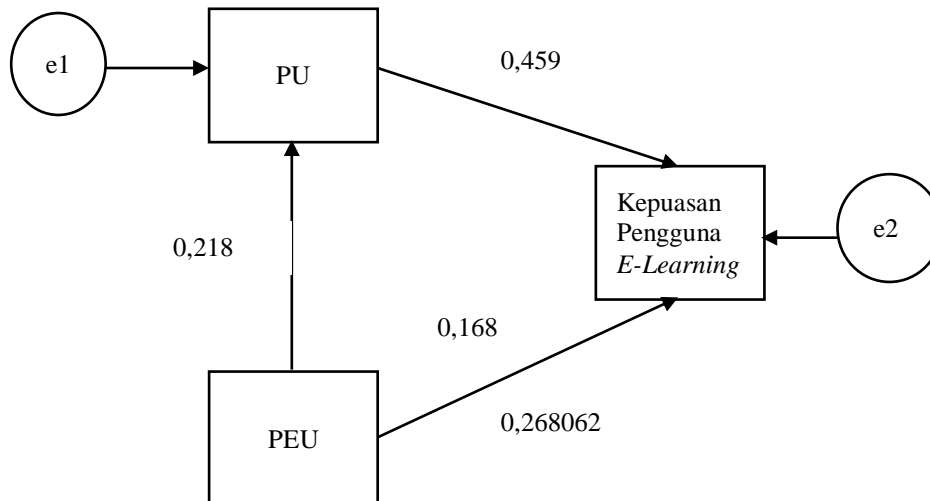 e1
PU
0,459
Kepuasan
Pengguna
E-Learning
e2
0,218
0,168
PEU
0,268062